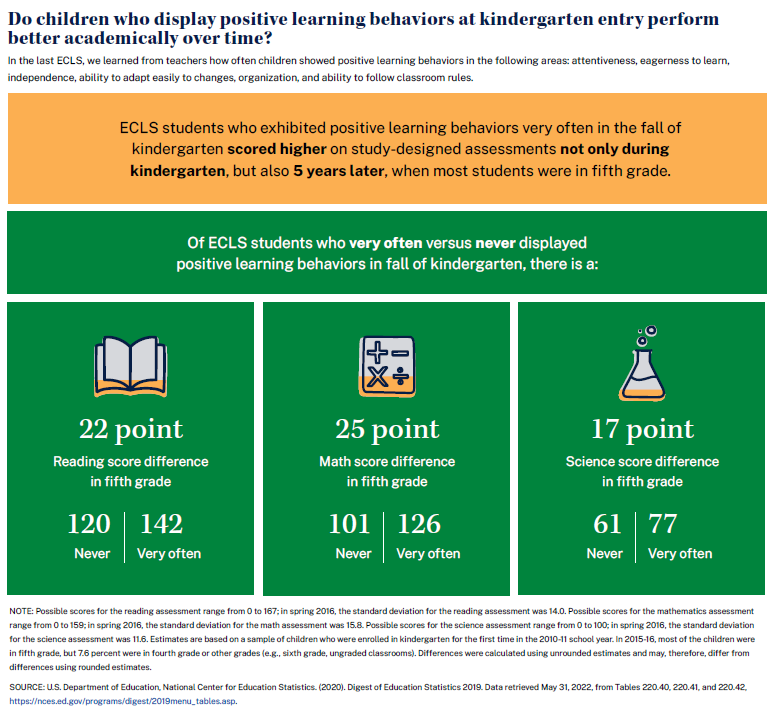 Do children who display positive learning behaviors at kindergarten entry perform
better academically over time?
In the last ECLS, we learned from teachers how often children showed positive learning behaviors in the following areas: attentiveness, eagerness to learn,
independence, ability to adapt easily to changes, organization, and ability to follow classroom rules.
ECLS students who exhibited positive learning behaviors very often in the fall of
kindergarten scored higher on study-designed assessments not only during
kindergarten, but also 5 years later, when most students were in fifth grade.
Of ECLS students who very often versus never displayed
positive learning behaviors in fall of kindergarten, there is a:
22 point
Reading score difference
in fifth grade
120 142
Never Very often
25 point
Math score difference
in fifth grade
101 126
Never Very often
17 point
Science score difference
in fifth grade
61 77
Never Very often
NOTE: Possible scores for the reading assessment range from 0 to 167; in spring 2016, the standard deviation for the reading assessment was 14.0. Possible scores for the mathematics assessment
range from 0 to 159; in spring 2016, the standard deviation for the math assessment was 15.8. Possible scores for the science assessment range from 0 to 100; in spring 2016, the standard deviation
for the science assessment was 11.6. Estimates are based on a sample of children who were enrolled in kindergarten for the first time in the 2010-11 school year. In 2015-16, most of the children were
in fifth grade, but 7.6 percent were in fourth grade or other grades (e.g., sixth grade, ungraded classrooms). Differences were calculated using unrounded estimates and may, therefore, differ from
differences using rounded estimates.
SOURCE: U.S. Department of Education, National Center for Education Statistics. (2020). Digest of Education Statistics 2019. Data retrieved May 31, 2022, from Tables 220.40, 220.41, and 220.42,
https://nces.ed.gov/programs/digest/2019menu_tables.asp.